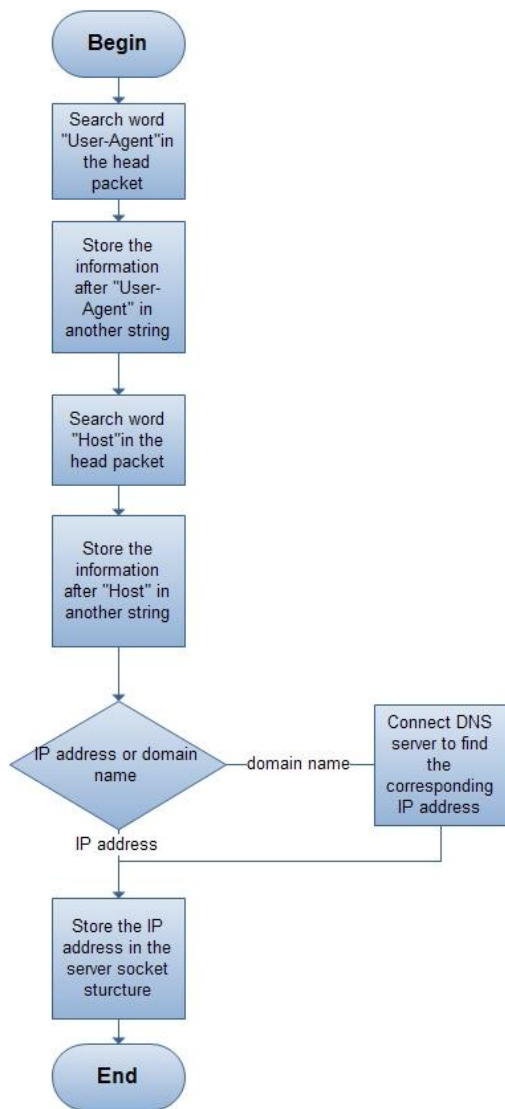 Begin
Search word
"User-Agent"in
the head
packet
Store the
information
after "User-
Agent" in
another string
Search word
"Host"in the
head packet
Store the
information
after "Host" in
another string
IP address or domain
name
domain name
Connect DNS
server to find
the
corresponding
IP address
IP address
Store the IP
address in the
server socket
sturcture
End